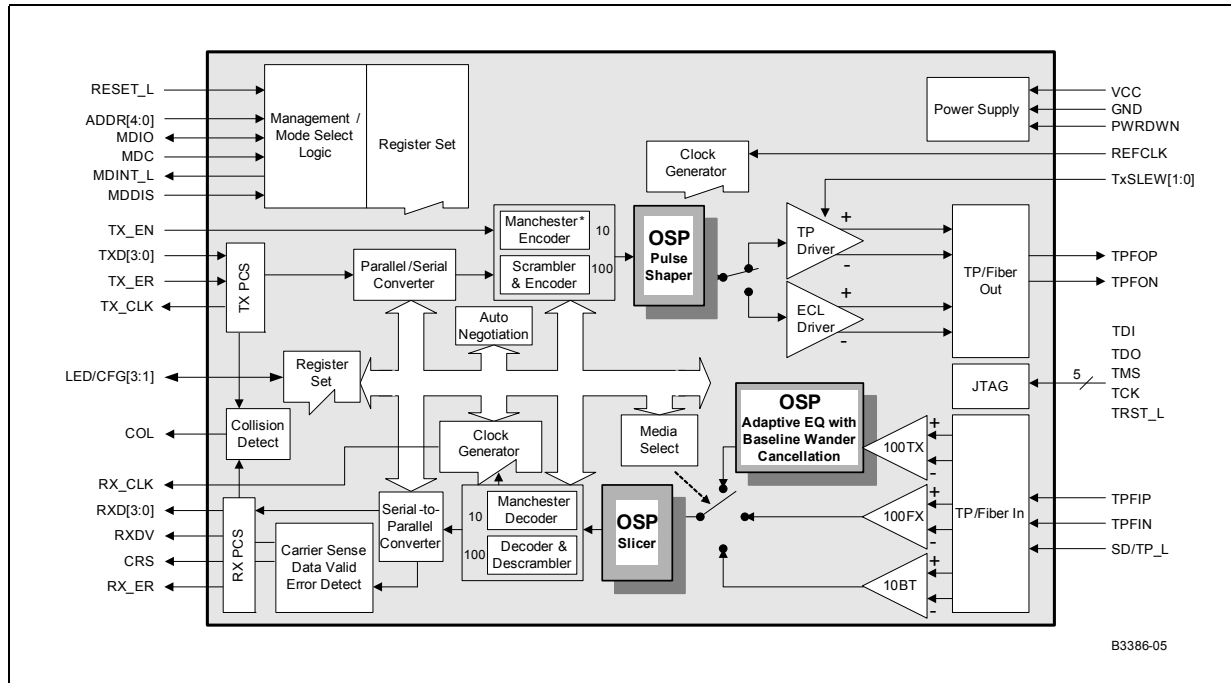 RESET_L
ADDR[4:0]
MDIO
MDC
MDINT_L
MDDIS
Management /
Mode Select
Logic
Register Set
Power Supply
VCC
GND
PWRDWN
REFCLK
TxSLEW[1:0]
Clock
Generator
TX_EN
TXD[3:0]
TX_ER
TX_CLK
TX PCS
Parallel/Serial
Converter
Manchester*
Encoder
10
Scrambler
& Encoder
100
OSP
Pulse
Shaper
TP
Driver
+
-
ECL
Driver
+
-
TP/Fiber
Out
TPFOP
TPFON
Auto
Negotiation
LED/CFG[3:1]
Register
Set
JTAG
5
TDI
TDO
TMS
TCK
TRST_L
COL
Collision
Detect
Clock
Generator
Media
Select
OSP
Adaptive EQ with
Baseline Wander
Cancellation
100TX
+
-
100FX
+
-
10BT
+
-
TP/Fiber In
TPFIP
TPFIN
SD/TP_L
RX_CLK
RXD[3:0]
RXDV
CRS
RX_ER
RX PCS
Carrier Sense
Data Valid
Error Detect
Serial-to-
Parallel
Converter
10
Manchester
Decoder
100
Decoder &
Descrambler
OSP
Slicer
B3386-05